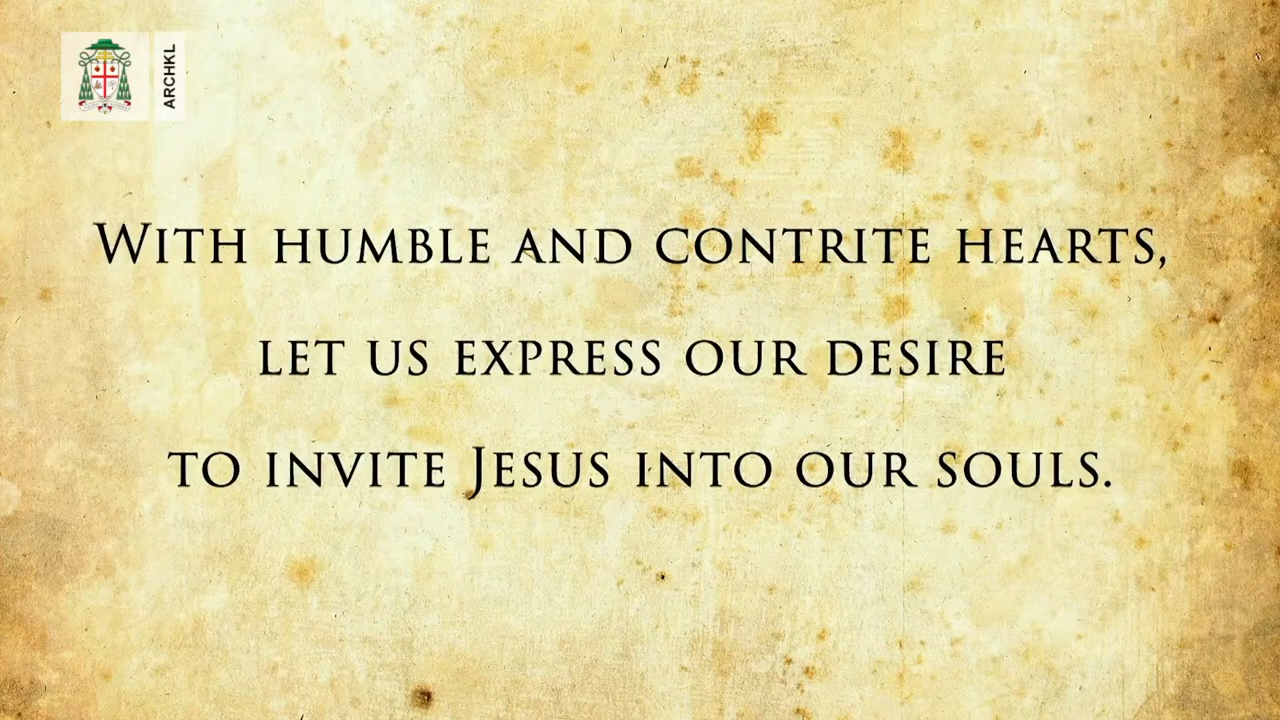 ARCHKL
With humble and contrite hearts,
let us express our desire
to invite Jesus into our souls.